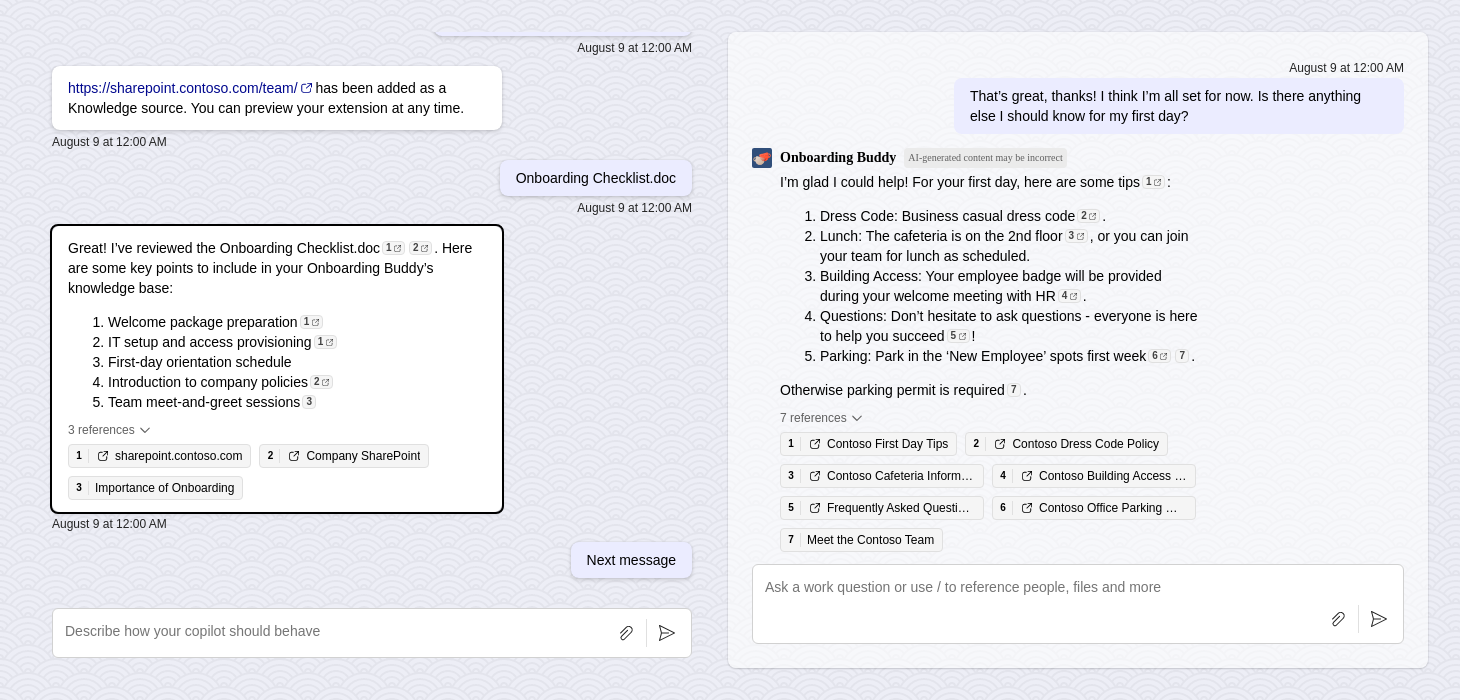 August 9 at 12:00 AM
https://sharepoint.contoso.com/team/ has been added as a
Knowledge source. You can preview your extension at any time.
August 9 at 12:00 AM
Onboarding Checklist.doc
August 9 at 12:00 AM
Great! I’ve reviewed the Onboarding Checklist.doc 1 2 . Here
are some key points to include in your Onboarding Buddy’s
knowledge base:
1. Welcome package preparation 1
2. IT setup and access provisioning 1
3. First-day orientation schedule
4. Introduction to company policies 2
5. Team meet-and-greet sessions 3
3 references
1 sharepoint.contoso.com 2 Company SharePoint
3 Importance of Onboarding
August 9 at 12:00 AM
Next message
Describe how your copilot should behave
August 9 at 12:00 AM
That’s great, thanks! I think I’m all set for now. Is there anything
else I should know for my first day?
Onboarding Buddy AI-generated content may be incorrect
I’m glad I could help! For your first day, here are some tips 1 :
1. Dress Code: Business casual dress code 2 .
2. Lunch: The cafeteria is on the 2nd floor 3 , or you can join
your team for lunch as scheduled.
3. Building Access: Your employee badge will be provided
during your welcome meeting with HR 4 .
4. Questions: Don’t hesitate to ask questions - everyone is here
to help you succeed 5 !
5. Parking: Park in the ‘New Employee’ spots first week 6 7 .
Otherwise parking permit is required 7 .
7 references
1 Contoso First Day Tips 2 Contoso Dress Code Policy
3 Contoso Cafeteria Inform… 4 Contoso Building Access …
5 Frequently Asked Questi… 6 Contoso Office Parking …
7 Meet the Contoso Team
Ask a work question or use / to reference people, files and more